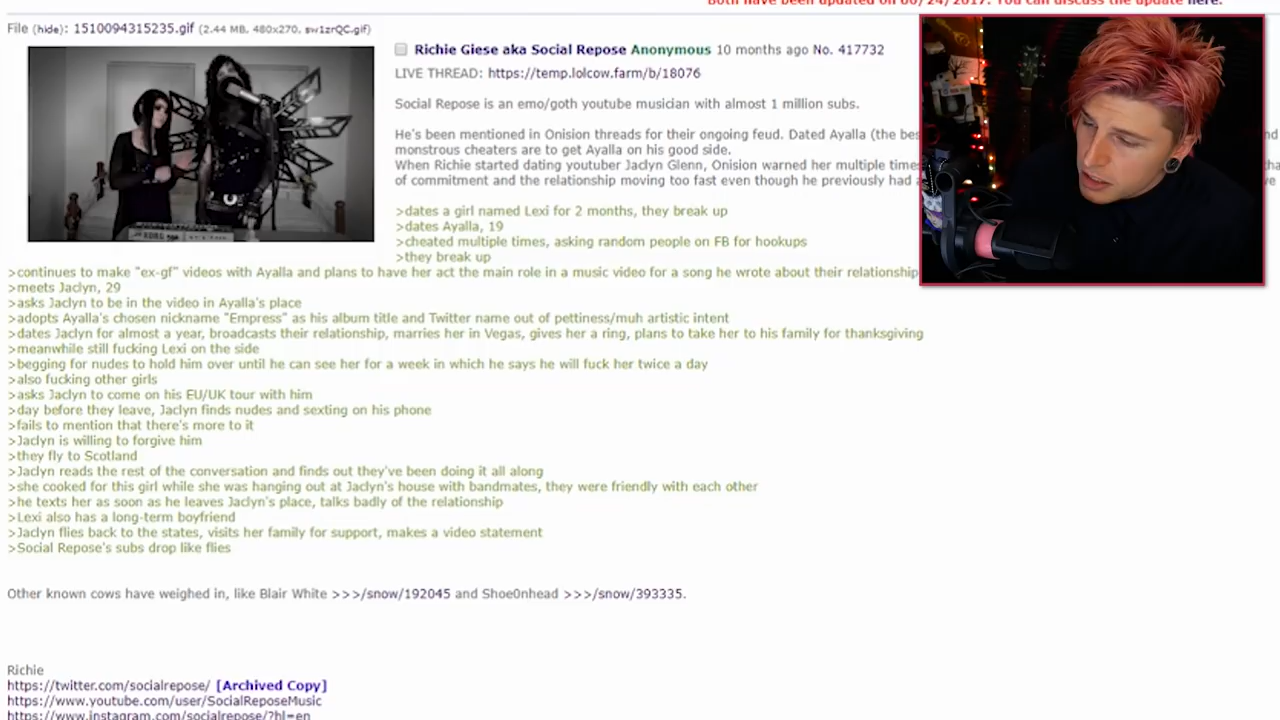 Both have been updated on 06/24/2017. You can discuss the update here.
File (hide): 1510094315235.gif (2.44 MB, 480x270, sw1zrQC.gif)
Richie Giese aka Social Repose Anonymous 10 months ago No. 417732
LIVE THREAD: https://temp.lolcow.farm/b/18076
Social Repose is an emo/goth youtube musician with almost 1 million subs.
He's been mentioned in Onision threads for their ongoing feud. Dated Ayalla (the bes
monstrous cheaters are to get Ayalla on his good side.
When Richie started dating youtuber Jaclyn Glenn, Onision warned her multiple times
of commitment and the relationship moving too fast even though he previously had a
>dates a girl named Lexi for 2 months, they break up
>dates Ayalla, 19
>cheated multiple times, asking random people on FB for hookups
>they break up
>continues to make "ex-gf" videos with Ayalla and plans to have her act the main role in a music video for a song he wrote about their relationship
>meets Jaclyn, 29
>asks Jaclyn to be in the video in Ayalla's place
>adopts Ayalla's chosen nickname "Empress" as his album title and Twitter name out of pettiness/muh artistic intent
>dates Jaclyn for almost a year, broadcasts their relationship, marries her in Vegas, gives her a ring, plans to take her to his family for thanksgiving
>meanwhile still fucking Lexi on the side
>begging for nudes to hold him over until he can see her for a week in which he says he will fuck her twice a day
>also fucking other girls
>asks Jaclyn to come on his EU/UK tour with him
>day before they leave, Jaclyn finds nudes and sexting on his phone
>fails to mention that there's more to it
>Jaclyn is willing to forgive him
>they fly to Scotland
>Jaclyn reads the rest of the conversation and finds out they've been doing it all along
>she cooked for this girl while she was hanging out at Jaclyn's house with bandmates, they were friendly with each other
>he texts her as soon as he leaves Jaclyn's place, talks badly of the relationship
>Lexi also has a long-term boyfriend
>Jaclyn flies back to the states, visits her family for support, makes a video statement
>Social Repose's subs drop like flies
Other known cows have weighed in, like Blair White >>>/snow/192045 and Shoe0nhead >>>/snow/393335.
Richie
https://twitter.com/socialrepose/ [Archived Copy]
https://www.youtube.com/user/SocialReposeMusic
https://www.instagram.com/socialrepose/?hl=en